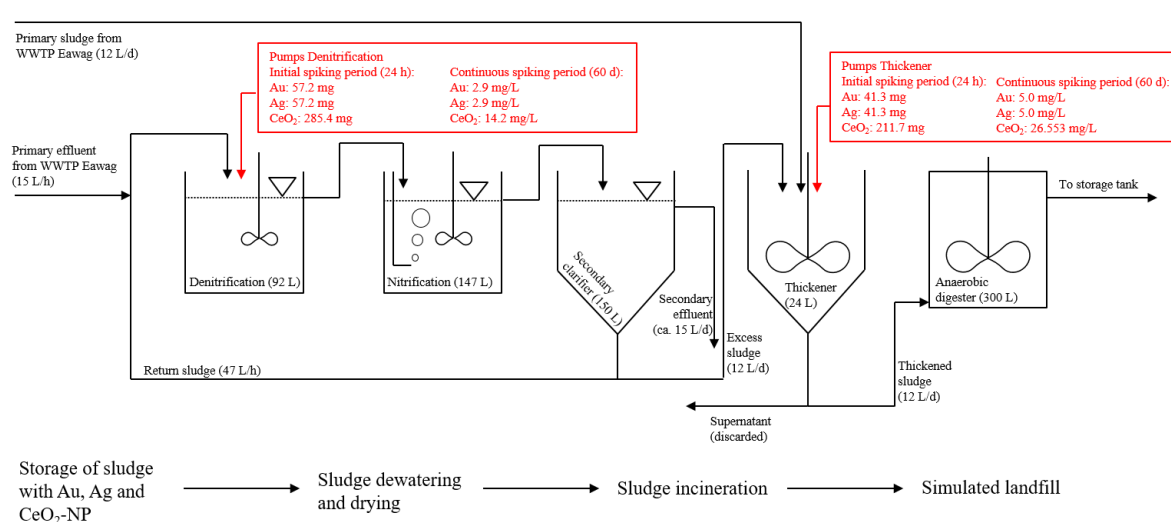 Primary sludge from
WWTP Eawag (12 L/d)
Pumps Denitrification
Initial spiking period (24 h):
Au: 57.2 mg
Ag: 57.2 mg
CeO₂: 285.4 mg
Continuous spiking period (60 d):
Au: 2.9 mg/L
Ag: 2.9 mg/L
CeO₂: 14.2 mg/L
Pumps Thickener
Initial spiking period (24 h):
Au: 41.3 mg
Ag: 41.3 mg
CeO₂: 211.7 mg
Continuous spiking period (60 d):
Au: 5.0 mg/L
Ag: 5.0 mg/L
CeO₂: 26.553 mg/L
Primary effluent
from WWTP Eawag
(15 L/h)
Denitrification (92 L)
Nitrification (147 L)
Secondary
clarifier (150 L)
Secondary
effluent
(ca. 15 L/d)
Thickener
(24 L)
Anaerobic
digester (300 L)
To storage tank
Return sludge (47 L/h)
Excess
sludge
(12 L/d)
Thickened
sludge
(12 L/d)
Supernatant
(discarded)
Storage of sludge
with Au, Ag and
CeO₂-NP
Sludge dewatering
and drying
Sludge incineration
Simulated landfill